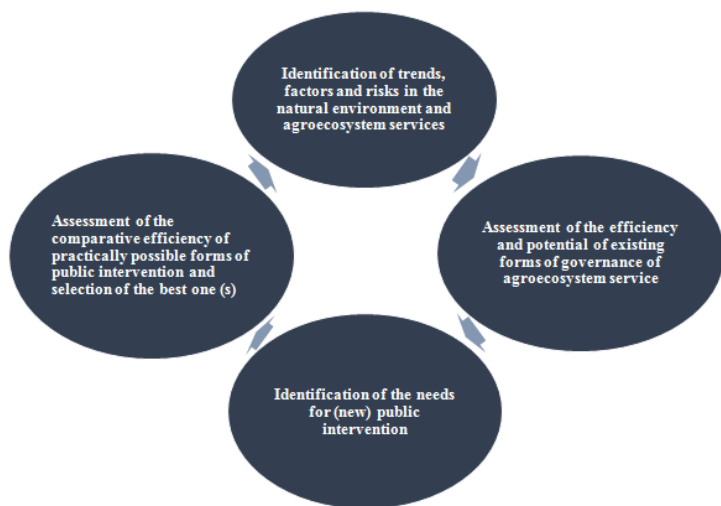 Identification of trends,
factors and risks in the
natural environment and
agroecosystem services
Assessment of the
comparative efficiency of
practically possible forms of
public intervention and
selection of the best one (s)
Assessment of the efficiency
and potential of existing
forms of governance of
agroecosystem service
Identification of the needs
for (new) public
intervention